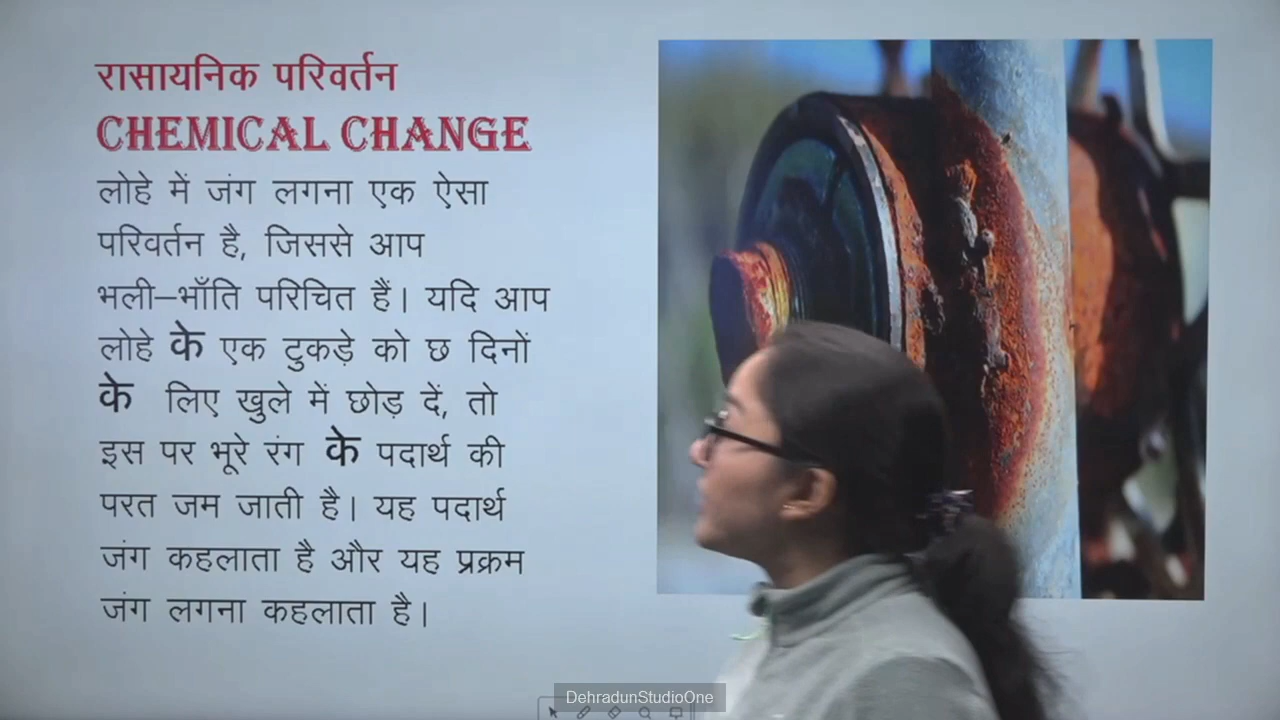 रासायनिक परिवर्तन
CHEMICAL CHANGE
लोहे में जंग लगना एक ऐसा
परिवर्तन है, जिससे आप
भली–भाँति परिचित हैं। यदि आप
लोहे के एक टुकड़े को छ दिनों
के लिए खुले में छोड़ दें, तो
इस पर भूरे रंग के पदार्थ की
परत जम जाती है। यह पदार्थ
जंग कहलाता है और यह प्रक्रम
जंग लगना कहलाता है।
DehradunStudioOne